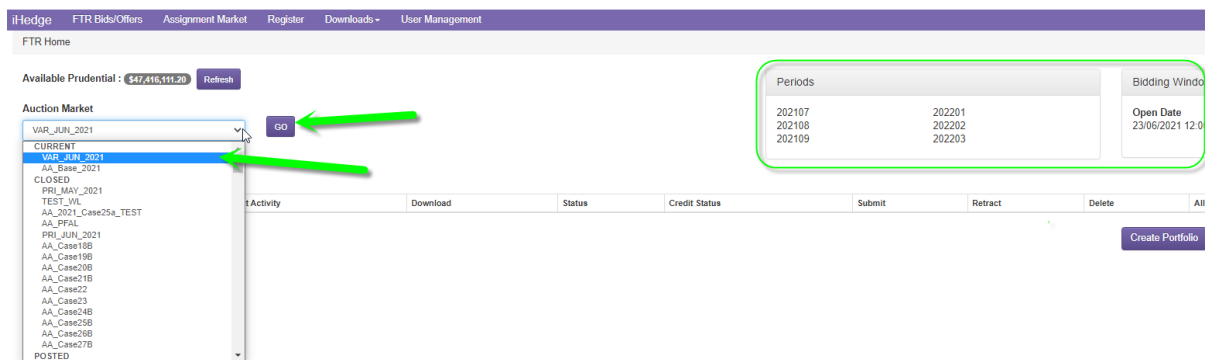 iHedge FTR Bids/Offers Assignment Market Register Downloads User Management
FTR Home
Available Prudential : $47,416,111.20 Refresh
Auction Market
VAR_JUN_2021 GO
CURRENT
VAR_JUN_2021
AA_Base_2021
CLOSED
PRI_MAY_2021
TEST_WL
AA_2021_Case25a_TEST
AA_PFAL
PRI_JUN_2021
AA_Case18B
AA_Case19B
AA_Case20B
AA_Case21B
AA_Case22
AA_Case23
AA_Case24B
AA_Case25B
AA_Case26B
AA_Case27B
POSTED
Periods
202107 202201
202108 202202
202109 202203
Bidding Windo
Open Date
23/06/2021 12:0
t Activity Download Status Credit Status Submit Retract Delete All
Create Portfolio